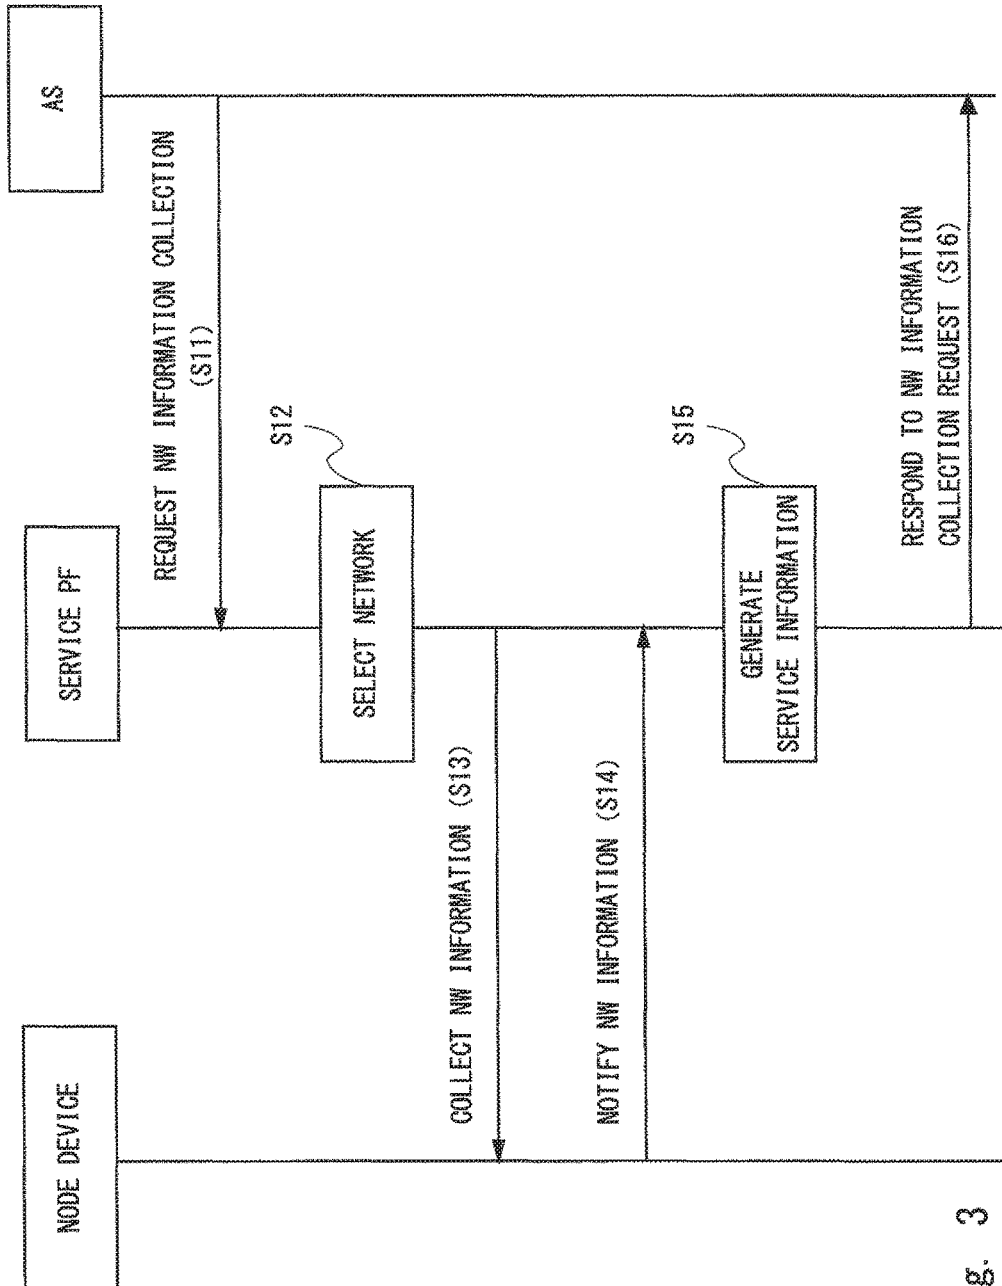 NODE DEVICE
SERVICE PF
AS
REQUEST NW INFORMATION COLLECTION
(S11)
SELECT NETWORK
S12
COLLECT NW INFORMATION (S13)
NOTIFY NW INFORMATION (S14)
GENERATE
SERVICE INFORMATION
S15
RESPOND TO NW INFORMATION
COLLECTION REQUEST (S16)
g. 3